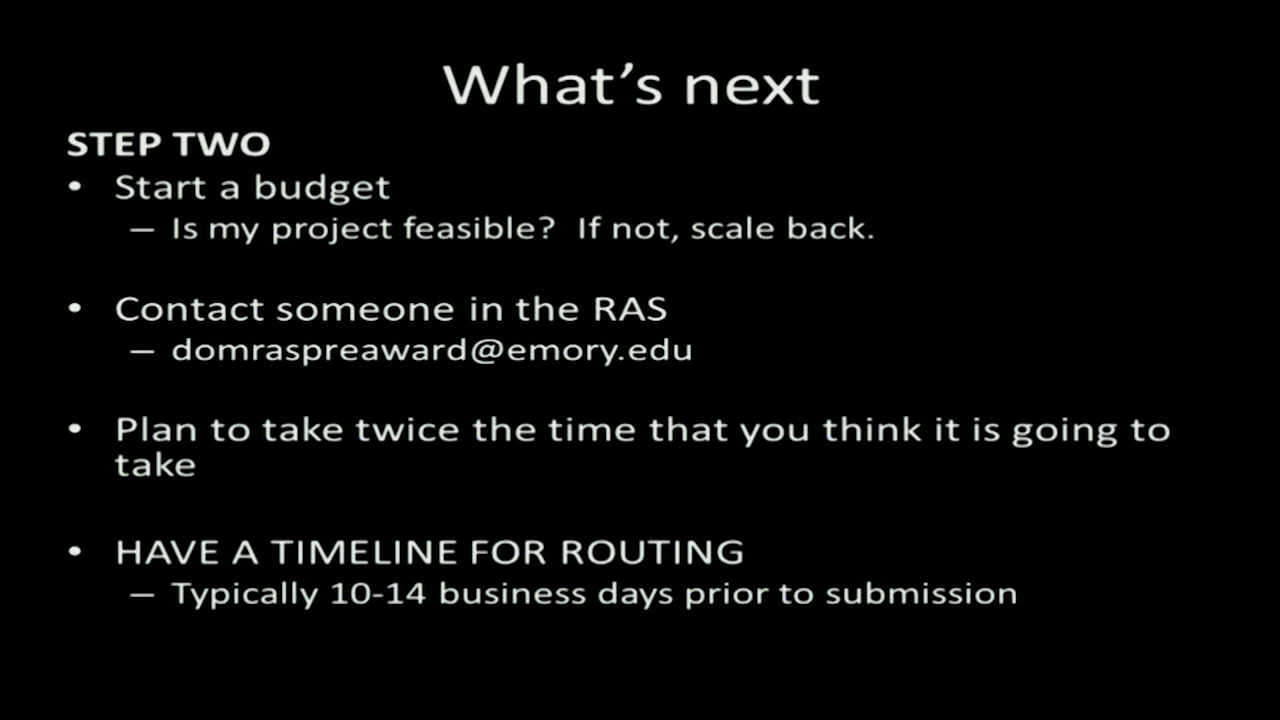 What's next
STEP TWO
• Start a budget
– Is my project feasible?  If not, scale back.
• Contact someone in the RAS
– domraspreaward@emory.edu
• Plan to take twice the time that you think it is going to
take
• HAVE A TIMELINE FOR ROUTING
– Typically 10-14 business days prior to submission